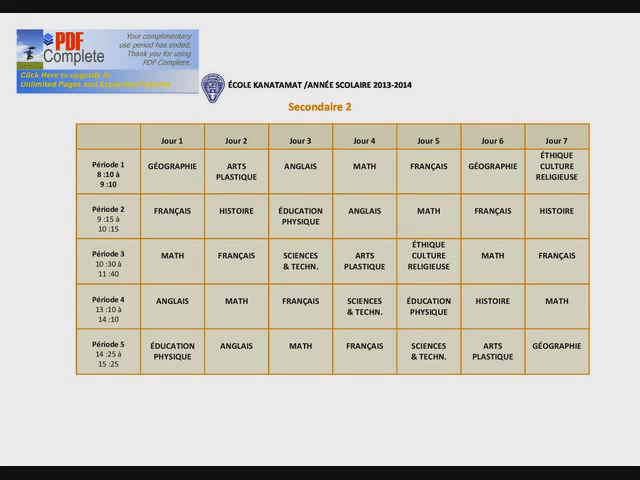 PDF
Complete
Your complimentary
use period has ended.
Thank you for using
PDF Complete.
Click Here to upgrade to
Unlimited Pages and Expanded Features
ÉCOLE KANATAMAT /ANNÉE SCOLAIRE 2013-2014
Secondaire 2
Jour 1 Jour 2 Jour 3 Jour 4 Jour 5 Jour 6 Jour 7
Période 1
8 :10 à
9 :10
GÉOGRAPHIE
ARTS
PLASTIQUE
ANGLAIS
MATH
FRANÇAIS
GÉOGRAPHIE
ÉTHIQUE
CULTURE
RELIGIEUSE
Période 2
9 :15 à
10 :15
FRANÇAIS
HISTOIRE
ÉDUCATION
PHYSIQUE
ANGLAIS
MATH
FRANÇAIS
HISTOIRE
Période 3
10 :30 à
11 :40
MATH
FRANÇAIS
SCIENCES
& TECHN.
ARTS
PLASTIQUE
ÉTHIQUE
CULTURE
RELIGIEUSE
MATH
FRANÇAIS
Période 4
13 :10 à
14 :10
ANGLAIS
MATH
FRANÇAIS
SCIENCES
& TECHN.
ÉDUCATION
PHYSIQUE
HISTOIRE
MATH
Période 5
14 :25 à
15 :25
ÉDUCATION
PHYSIQUE
ANGLAIS
MATH
FRANÇAIS
SCIENCES
& TECHN.
ARTS
PLASTIQUE
GÉOGRAPHIE